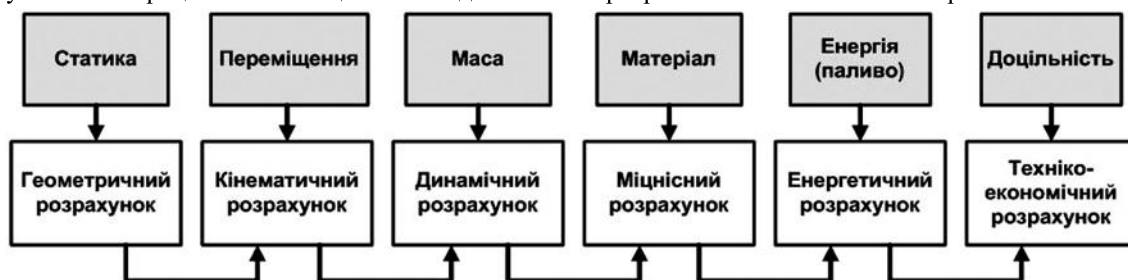 Статика
Переміщення
Маса
Матеріал
Енергія
(паливо)
Доцільність
Геометричний
розрахунок
Кінематичний
розрахунок
Динамічний
розрахунок
Міцнісний
розрахунок
Енергетичний
розрахунок
Техніко-
економічний
розрахунок